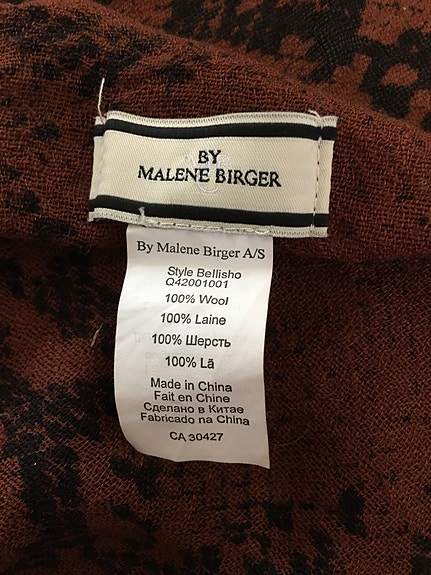 BY
MALENE BIRGER
By Malene Birger A/S
Style Bellisho
Q42001001
100% Wool
100% Laine
100% Шерсть
100% Lã
Made in China
Fait en Chine
Сделано в Китае
Fabricado na China
CA 30427